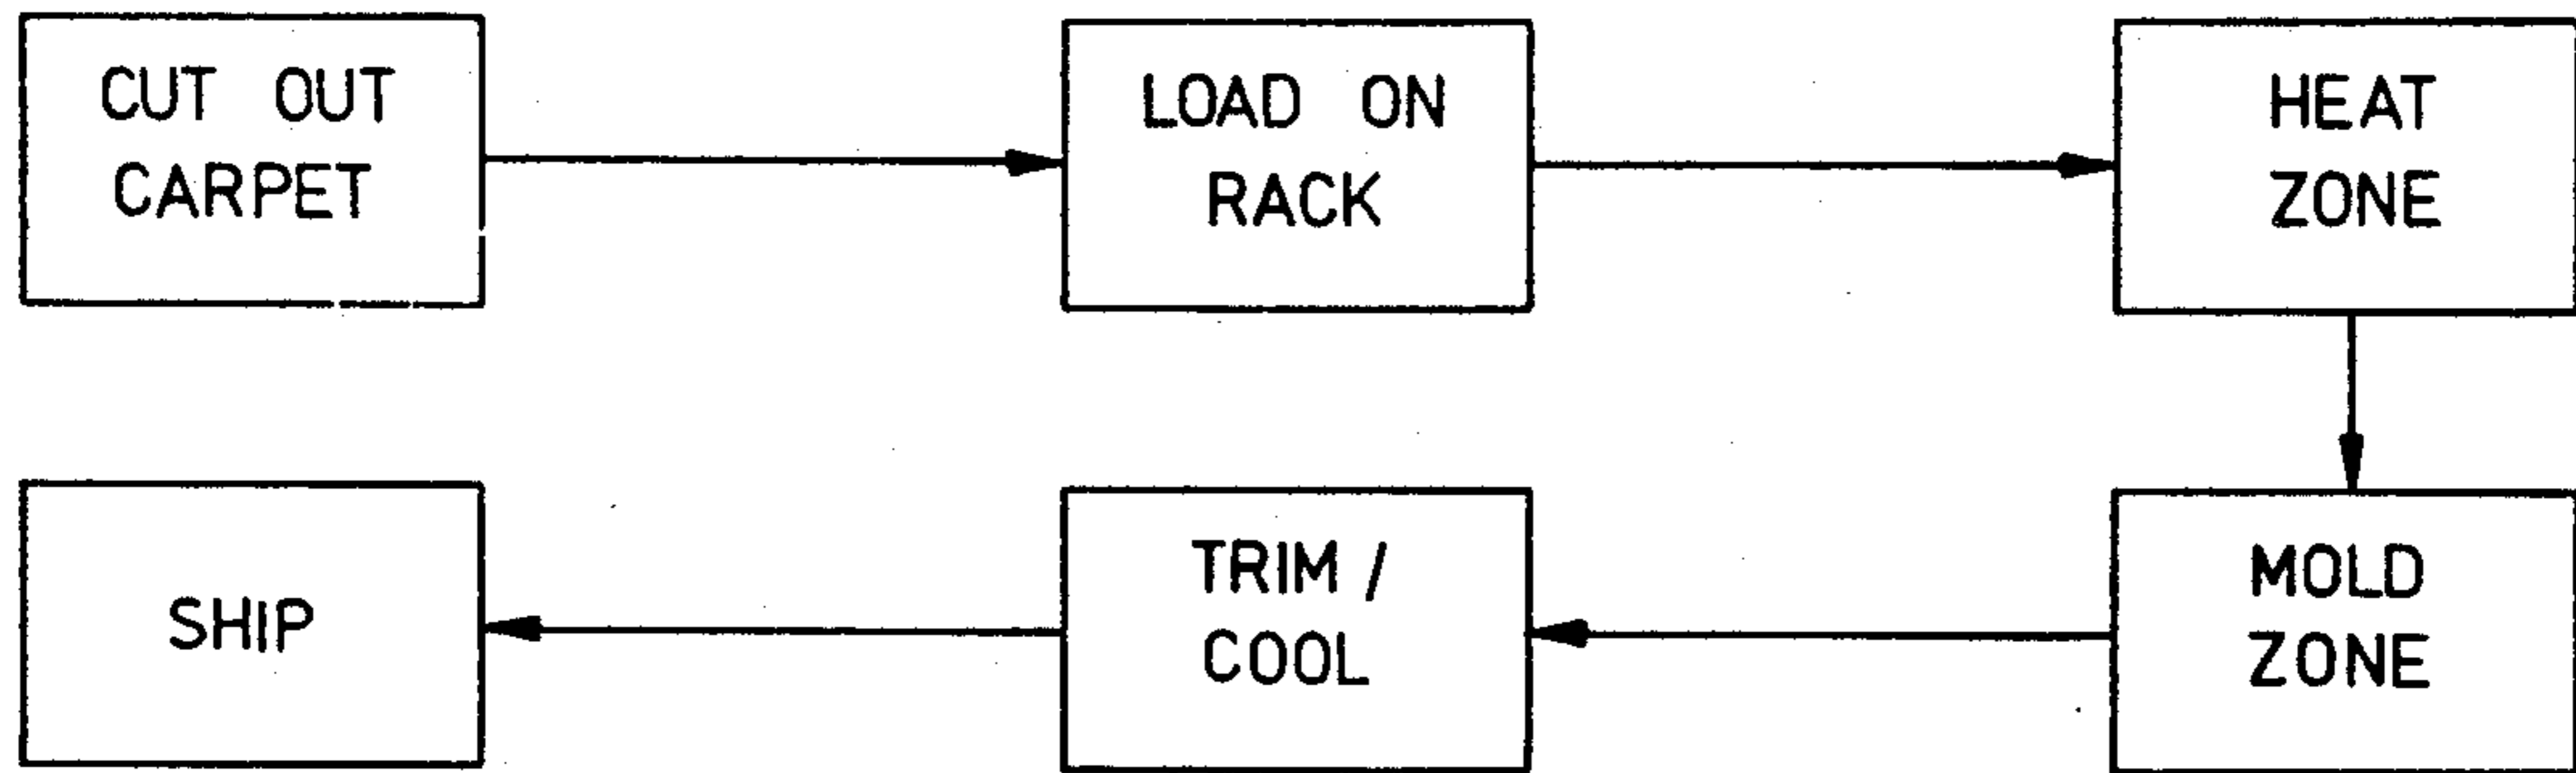 CUT OUT
CARPET
LOAD ON
RACK
HEAT
ZONE
MOLD
ZONE
TRIM /
COOL
SHIP